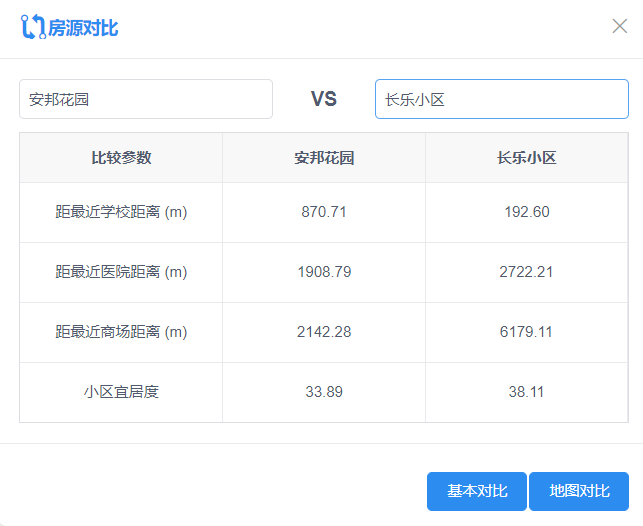 房源对比
安邦花园 VS 长乐小区
比较参数 安邦花园 长乐小区
距最近学校距离 (m) 870.71 192.60
距最近医院距离 (m) 1908.79 2722.21
距最近商场距离 (m) 2142.28 6179.11
小区宜居度 33.89 38.11
基本对比 地图对比